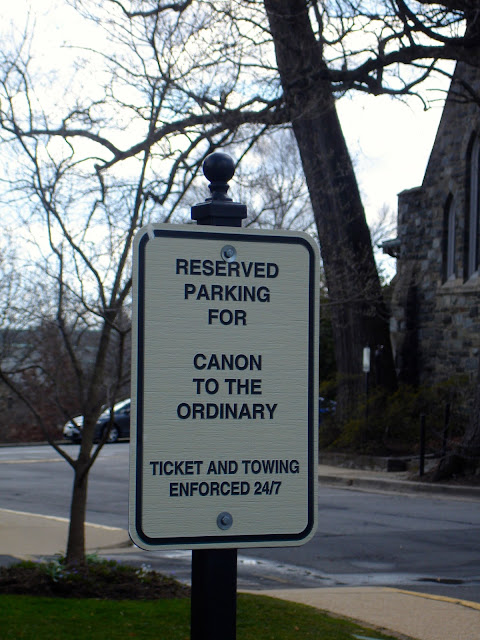 RESERVED
PARKING
FOR
CANON
TO THE
ORDINARY
TICKET AND TOWING
ENFORCED 24/7